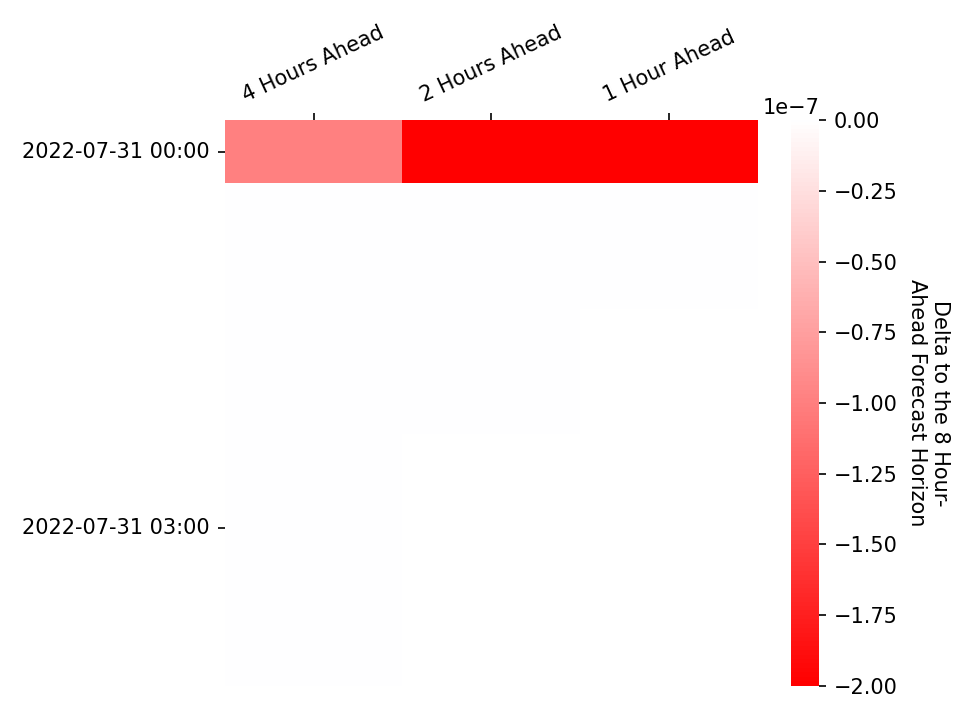 4 Hours Ahead
2 Hours Ahead
1 Hour Ahead
1e−7
2022-07-31 00:00
2022-07-31 03:00
0.00
−0.25
−0.50
−0.75
−1.00
−1.25
−1.50
−1.75
−2.00
Delta to the 8 Hour-
Ahead Forecast Horizon